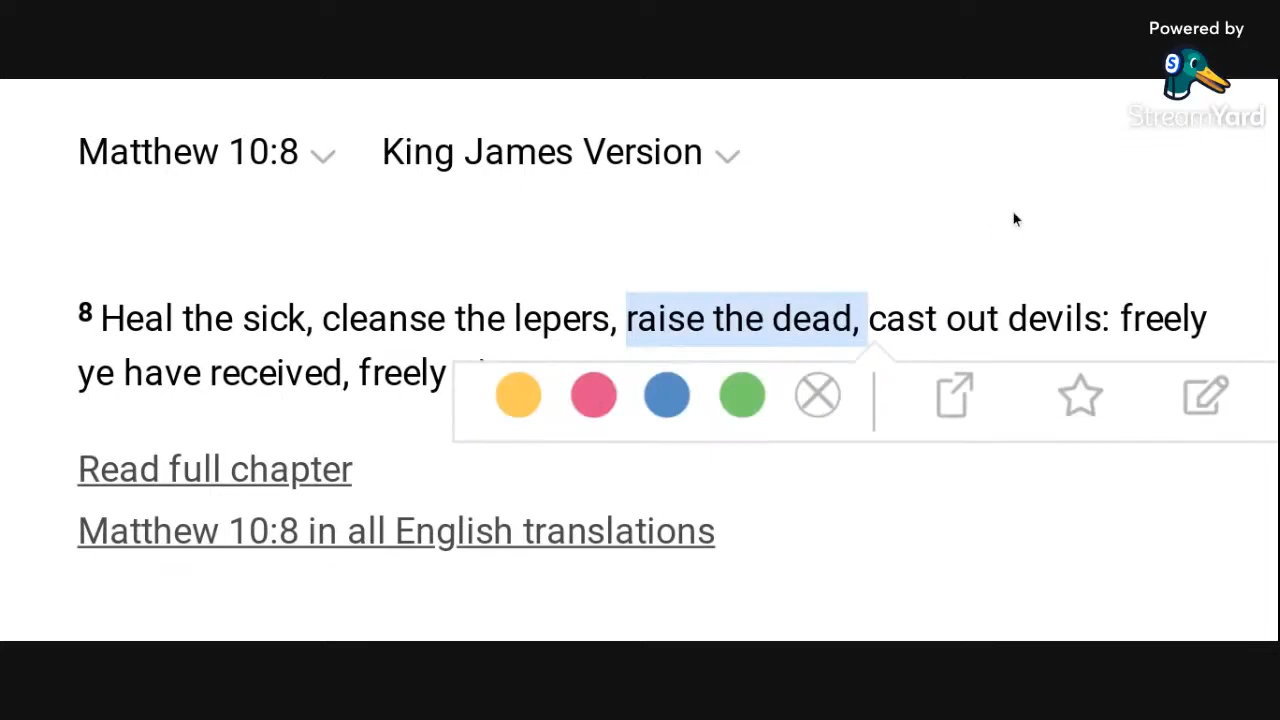 Powered by
S
StreamYard
Matthew 10:8 King James Version
8 Heal the sick, cleanse the lepers, raise the dead, cast out devils: freely
ye have received, freely
Read full chapter
Matthew 10:8 in all English translations